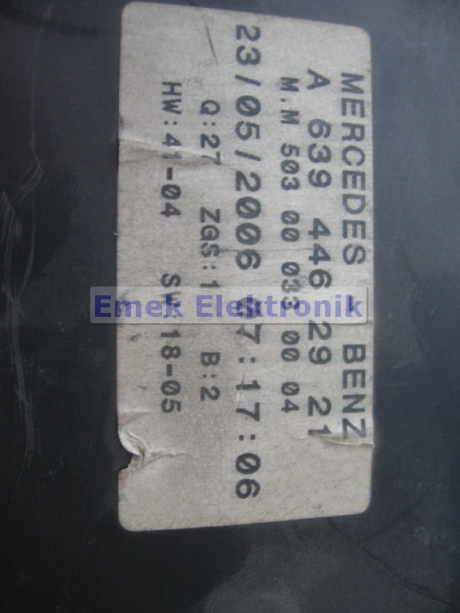 MERCEDES BENZ
A 639 446 29 21
M.M 503 00 033 00 04
23/05/2006 07:17:06
Q:27 ZGS:1 B:2
HW:41-04 SW:18-05
Emek Elektronik